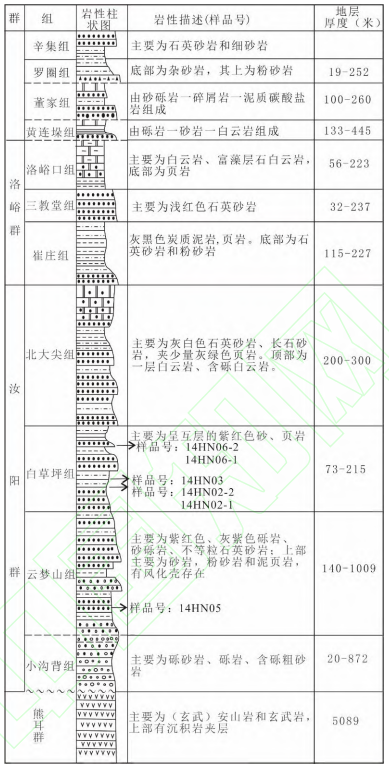 群 组 岩性柱状图 岩性描述(样品号) 地层厚度（米）
辛集组 主要为石英砂岩和细砂岩
罗圈组 底部为杂砂岩，其上为粉砂岩 19-252
董家组 由砂砾岩一碎屑岩一泥质碳酸盐
岩组成 100-260
黄连垛组 由砾岩一砂岩一白云岩组成 133-445
洛峪群
洛峪口组 主要为白云岩、富藻层石白云岩，
底部为页岩 56-223
三教堂组 主要为浅红色石英砂岩 32-237
崔庄组 灰黑色炭质泥岩,页岩。底部为石
英砂岩和粉砂岩 115-227
汝阳群
北大尖组 主要为灰白色石英砂岩、长石砂
岩，夹少量灰绿色页岩。顶部为
一层白云岩、含砾白云岩。 200-300
白草坪组 主要为呈互层的紫红色砂、页岩
样品号：14HN06-2
14HN06-1
样品号：14HN03
样品号：14HN02-2
14HN02-1
73-215
云梦山组 主要为紫红色、灰紫色砾岩、
砂砾岩、不等粒石英砂岩；上部
主要为砂岩，粉砂岩和泥页岩，
有风化壳存在
样品号：14HN05
140-1009
小沟背组 主要为砾砂岩、砾岩、含砾粗砂
岩 20-872
熊耳群 主要为（玄武）安山岩和玄武岩，
上部有沉积岩夹层 5089